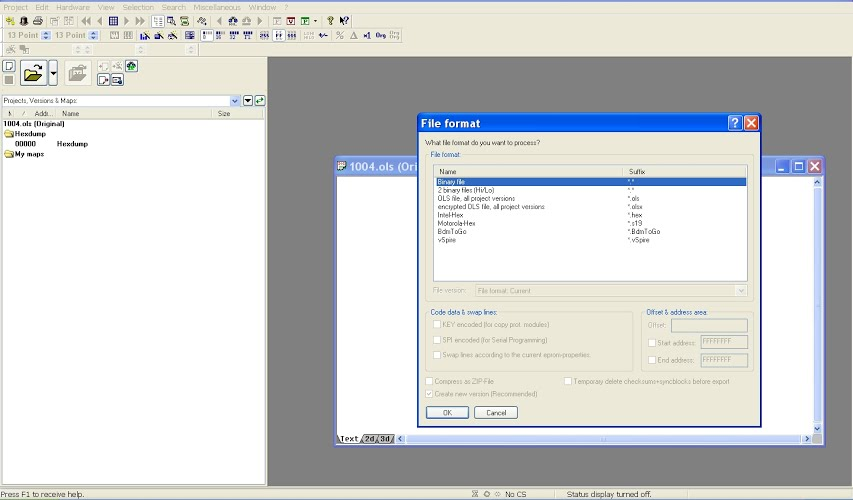 Project Edit Hardware View Selection Search Miscellaneous Window ?
13 Point 13 Point
Projects, Versions & Maps:
Addr... Name Size
1004.ols (Original)
Hexdump
00000 Hexdump
My maps
1004.ols (Ori
File format
What file format do you want to process?
File format:
Name Suffix
Binary file *.*
2 binary files (Hi/Lo) *.*
OLS file, all project versions *.ols
encrypted OLS file, all project versions *.olsx
Intel-Hex *.hex
Motorola-Hex *.s19
BdmToGo *.BdmToGo
vSpire *.vSpire
File version: File format: Current
Code data & swap lines:
KEY encoded (for copy prot. modules)
SPI encoded (for Serial Programming)
Swap lines according to the current eprom-properties.
Offset & address area:
Offset:
Start address: FFFFFFFF
End address: FFFFFFFF
Compress as ZIP-File
Temporary delete checksums+syncblocks before export
Create new version (Recommended)
OK Cancel
Text 2d 3d
Press F1 to receive help. No CS Status display turned off.